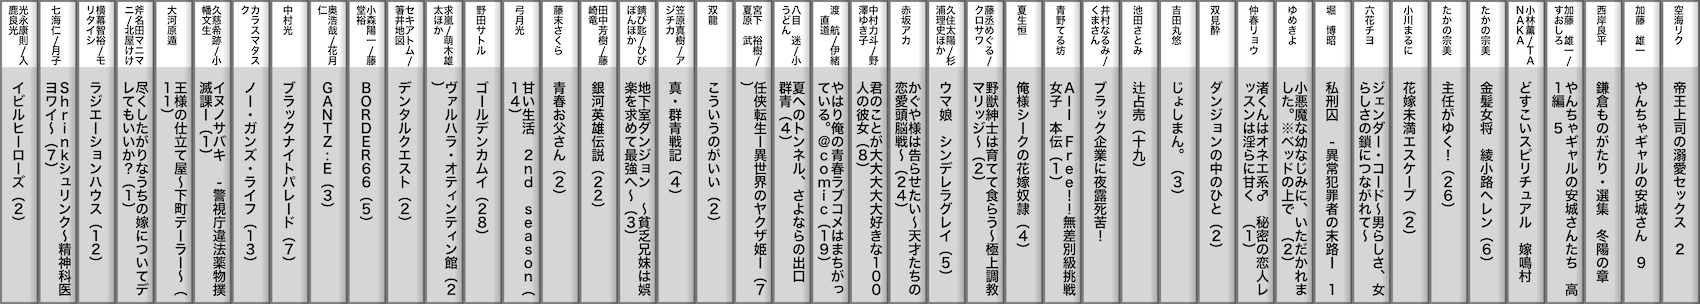 空海リク
帝王上司の溺愛セックス 2
加藤 雄一
やんちゃギャルの安城さん 9
西岸良平
鎌倉ものがたり・選集 冬陽の章
加藤 雄一/
すおしろ
やんちゃギャルの安城さんたち 高
1編 5
小林薫/TA
NAKA
どすこいスピリチュアル 嫁鳴村
たかの宗美
金髪女将 綾小路ヘレン (6)
たかの宗美
主任がゆく! (26)
小川まるに
花嫁未満エスケープ (2)
六花チヨ
ジェンダー・コード〜男らしさ、女
らしさの鎖につながれて〜
堀 博昭
私刑囚 - 異常犯罪者の末路ー 1
ゆめきよ
小悪魔な幼なじみに、いただかれま
した。※ベッドの上で (2)
仲春リョウ
渚くんはオネエ系♂ 秘密の恋人レ
ッスンは淫らに甘く (1)
双見酔
ダンジョンの中のひと (2)
吉田丸悠
じょしまん。 (3)
池田さとみ
辻占売 (十九)
井村なるみ/
くまさん
ブラック企業に夜露死苦!
青野てる坊
All Free!!無差別級挑戦
女子 本伝 (1)
夏生恒
俺様シークの花嫁奴隷 (4)
藤丞めぐる/
クロサワ
野獣紳士は育てて食らう〜極上調教
マリッジ〜 (2)
久住太陽/杉
浦理史ほか
ウマ娘 シンデレラグレイ (5)
赤坂アカ
かぐや様は告らせたい〜天才たちの
恋愛頭脳戦〜 (24)
中村力斗/野
澤ゆき子
君のことが大大大大大好きな100
人の彼女 (8)
渡 航/伊緒
直道
やはり俺の青春ラブコメはまちがっ
ている。@comic (19)
八目 迷/小
うどん
夏へのトンネル、さよならの出口
群青 (4)
宮下 裕樹/
夏原 武
任侠転生ー異世界のヤクザ姫ー (7
)
双龍
こういうのがいい (2)
笠原真樹/ア
ジチカ
真・群青戦記 (4)
錆び匙/ひび
ぽんほか
地下室ダンジョン 〜貧乏兄妹は娯
楽を求めて最強へ〜 (3)
田中芳樹/藤
崎竜
銀河英雄伝説 (22)
藤末さくら
青春お父さん (2)
弓月光
甘い生活 2nd season (
14)
野田サトル
ゴールデンカムイ (28)
求嵐/萌木雄
太ほか
ヴァルハラ・オティンティン館 (2
)
セキアトム/
箸井地図
デンタルクエスト (2)
小森陽一/藤
堂裕
BORDER66 (5)
奥浩哉/花月
仁
GANTZ:E (3)
中村光
ブラックナイトパレード (7)
カラスマタス
ク
ノー・ガンズ・ライフ (13)
久慈希跡/小
幡文生
イヌノサバキ -警視庁違法薬物撲
滅課ー (1)
大河原遁
王様の仕立て屋〜下町テーラー〜 (
11)
斧名田マニマ
ニ/北屋けけ
尽くしたがりなうちの嫁についてデ
レてもいいか? (1)
横幕智裕/モ
リタイシ
ラジエーションハウス (12)
七海仁/月子
Shrinkシュリンク〜精神科医
ヨワイ〜 (7)
光永康則/入
鹿良光
イビルヒーローズ (2)